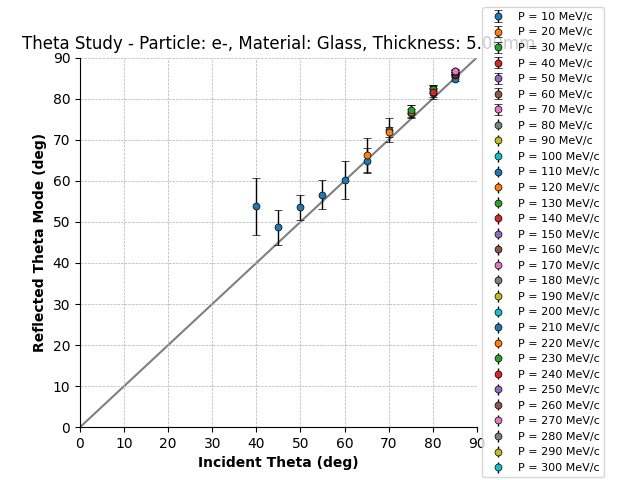 Theta Study - Particle: e-, Material: Glass, Thickness: 5.0 mm
Reflected Theta Mode (deg)
90
80
70
60
50
40
30
20
10
0
0 10 20 30 40 50 60 70 80 90
Incident Theta (deg)
P = 10 MeV/c
P = 20 MeV/c
P = 30 MeV/c
P = 40 MeV/c
P = 50 MeV/c
P = 60 MeV/c
P = 70 MeV/c
P = 80 MeV/c
P = 90 MeV/c
P = 100 MeV/c
P = 110 MeV/c
P = 120 MeV/c
P = 130 MeV/c
P = 140 MeV/c
P = 150 MeV/c
P = 160 MeV/c
P = 170 MeV/c
P = 180 MeV/c
P = 190 MeV/c
P = 200 MeV/c
P = 210 MeV/c
P = 220 MeV/c
P = 230 MeV/c
P = 240 MeV/c
P = 250 MeV/c
P = 260 MeV/c
P = 270 MeV/c
P = 280 MeV/c
P = 290 MeV/c
P = 300 MeV/c